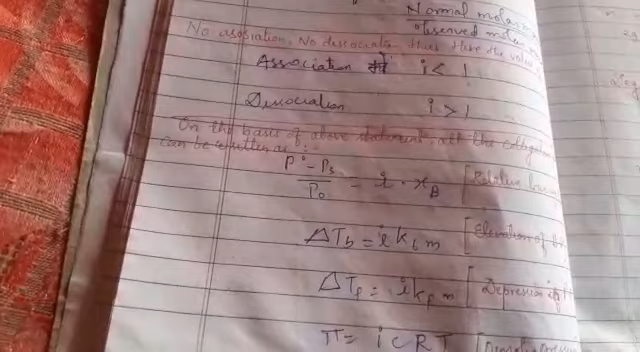 Normal molar
observed molar
No association, No dissociation thus then the value
Association i < 1
Dissociation i > 1
On the basis of above statement, all the
can be written as :-
P° - Ps / Po = i · xB [Relative
ΔTb = i kb m [Elevation of
ΔTf = i kf m [Depression of
π = i C R T